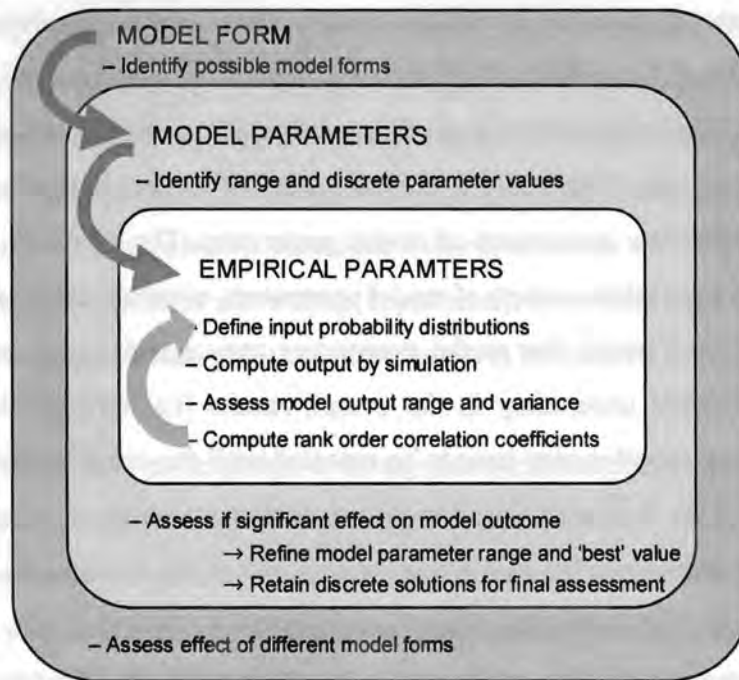 MODEL FORM
– Identify possible model forms
MODEL PARAMETERS
– Identify range and discrete parameter values
EMPIRICAL PARAMTERS
– Define input probability distributions
– Compute output by simulation
– Assess model output range and variance
– Compute rank order correlation coefficients
– Assess if significant effect on model outcome
→ Refine model parameter range and ‘best’ value
→ Retain discrete solutions for final assessment
– Assess effect of different model forms